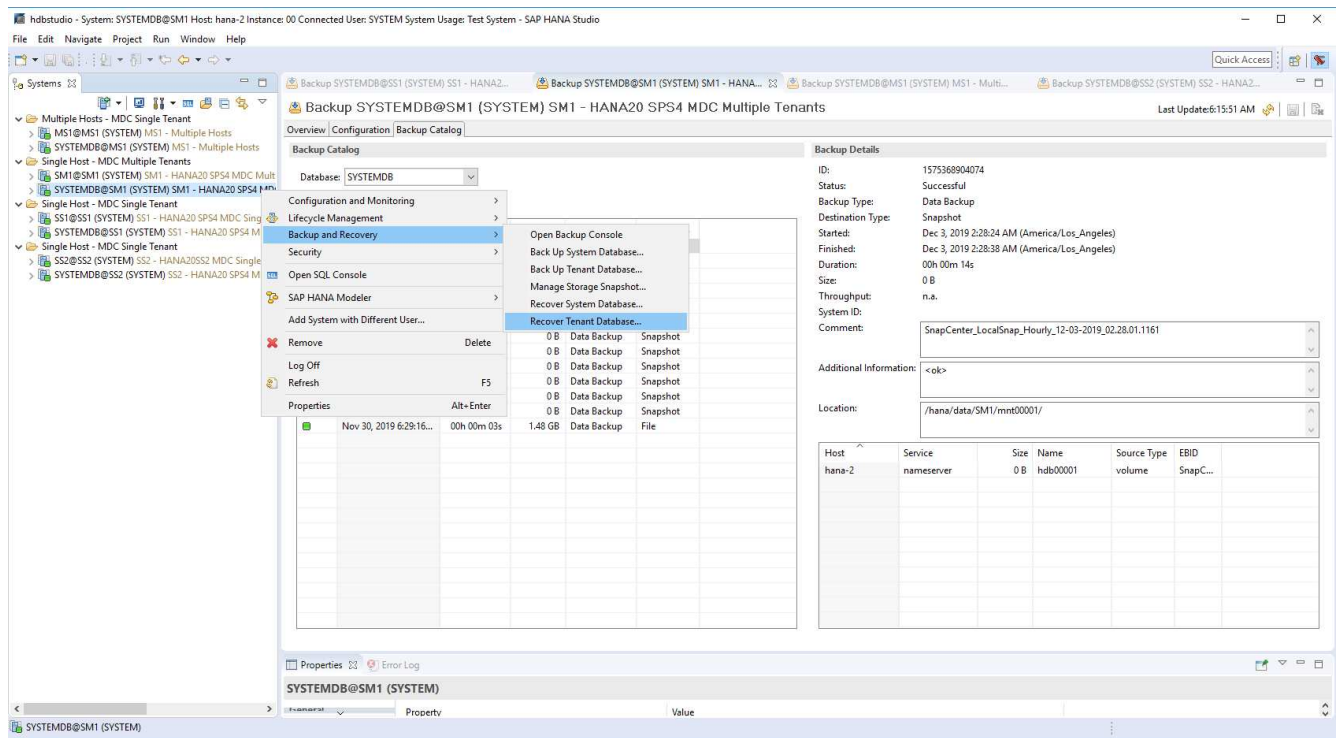 hdbstudio - System: SYSTEMDB@SM1 Host: hana-2 Instance: 00 Connected User: SYSTEM System Usage: Test System - SAP HANA Studio
File Edit Navigate Project Run Window Help
Quick Access
Systems
Multiple Hosts - MDC Single Tenant
MS1@MS1 (SYSTEM) MS1 - Multiple Hosts
SYSTEMDB@MS1 (SYSTEM) MS1 - Multiple Hosts
Single Host - MDC Multiple Tenants
SM1@SM1 (SYSTEM) SM1 - HANA20 SPS4 MDC Mult
SYSTEMDB@SM1 (SYSTEM) SM1 - HANA20 SPS4 MD
Single Host - MDC Single Tenant
SS1@SS1 (SYSTEM) SS1 - HANA20 SPS4 MDC Sing
SYSTEMDB@SS1 (SYSTEM) SS1 - HANA20 SPS4 M
Single Host - MDC Single Tenant
SS2@SS2 (SYSTEM) SS2 - HANA20SS2 MDC Single
SYSTEMDB@SS2 (SYSTEM) SS2 - HANA20 SPS4 M
Backup SYSTEMDB@SS1 (SYSTEM) SS1 - HANA2...
Backup SYSTEMDB@SM1 (SYSTEM) SM1 - HANA...
Backup SYSTEMDB@MS1 (SYSTEM) MS1 - Multi...
Backup SYSTEMDB@SS2 (SYSTEM) SS2 - HANA2...
Backup SYSTEMDB@SM1 (SYSTEM) SM1 - HANA20 SPS4 MDC Multiple Tenants
Last Update:6:15:51 AM
Overview Configuration Backup Catalog
Backup Catalog
Database: SYSTEMDB
Configuration and Monitoring
Lifecycle Management
Backup and Recovery
Security
Open SQL Console
SAP HANA Modeler
Add System with Different User...
Remove Delete
Log Off
Refresh F5
Properties Alt+Enter
Open Backup Console
Back Up System Database...
Back Up Tenant Database...
Manage Storage Snapshot...
Recover System Database...
Recover Tenant Database...
0 B Data Backup Snapshot
0 B Data Backup Snapshot
0 B Data Backup Snapshot
0 B Data Backup Snapshot
0 B Data Backup Snapshot
0 B Data Backup Snapshot
Nov 30, 2019 6:29:16... 00h 00m 03s 1.48 GB Data Backup File
Backup Details
ID: 1575368904074
Status: Successful
Backup Type: Data Backup
Destination Type: Snapshot
Started: Dec 3, 2019 2:28:24 AM (America/Los_Angeles)
Finished: Dec 3, 2019 2:28:38 AM (America/Los_Angeles)
Duration: 00h 00m 14s
Size: 0 B
Throughput: n.a.
System ID:
Comment: SnapCenter_LocalSnap_Hourly_12-03-2019_02.28.01.1161
Additional Information: <ok>
Location: /hana/data/SM1/mnt00001/
Host Service Size Name Source Type EBID
hana-2 nameserver 0 B hdb00001 volume SnapC...
Properties Error Log
SYSTEMDB@SM1 (SYSTEM)
Property Value
SYSTEMDB@SM1 (SYSTEM)